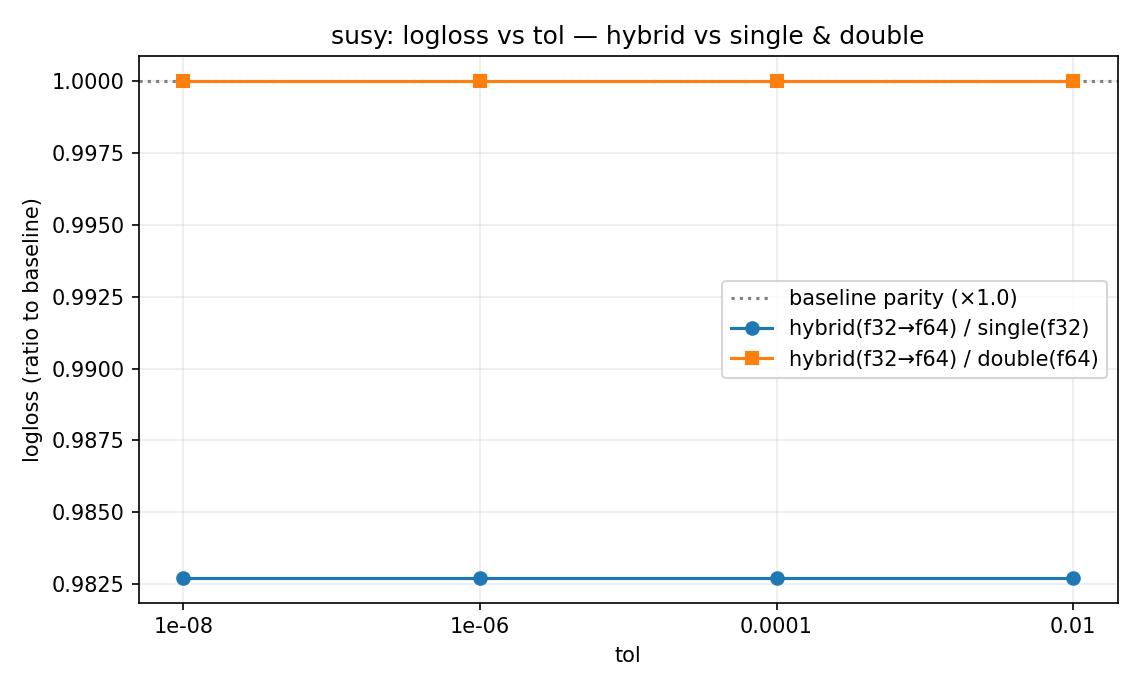 susy: logloss vs tol — hybrid vs single & double
logloss (ratio to baseline)
1.0000
0.9975
0.9950
0.9925
0.9900
0.9875
0.9850
0.9825
baseline parity (×1.0)
hybrid(f32→f64) / single(f32)
hybrid(f32→f64) / double(f64)
1e-08
1e-06
0.0001
0.01
tol